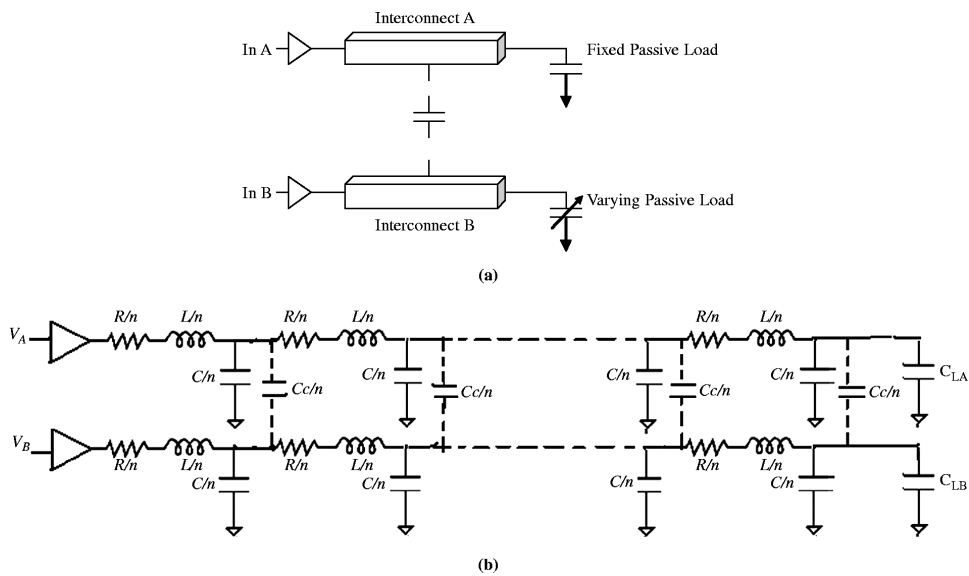 Interconnect A
In A
Fixed Passive Load
In B
Varying Passive Load
Interconnect B
(a)
R/n L/n R/n L/n R/n L/n
V_A
C/n Cc/n C/n Cc/n C/n Cc/n C/n Cc/n C_LA
V_B
R/n L/n R/n L/n R/n L/n
C/n C/n C/n C/n C_LB
(b)